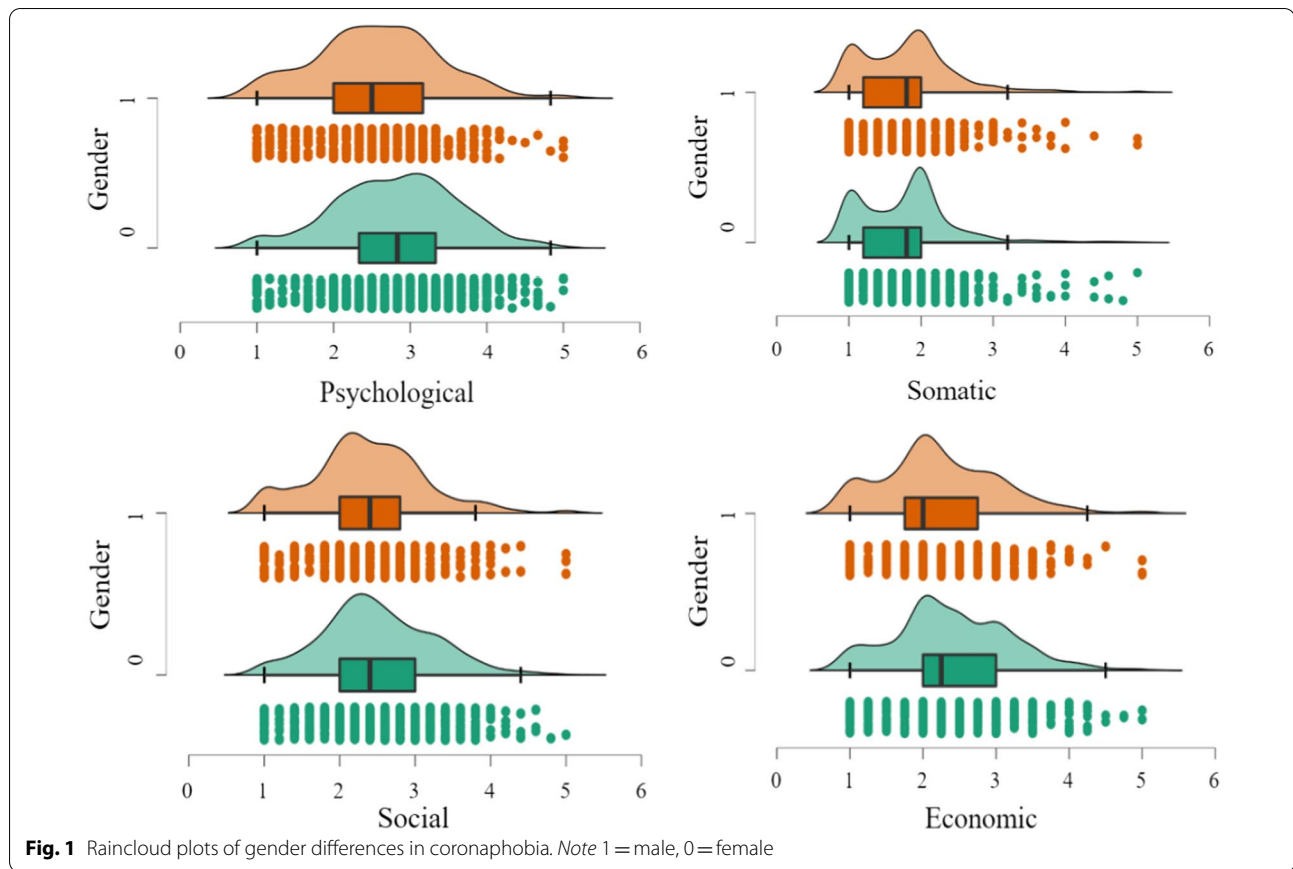 Gender
1
0
0 1 2 3 4 5 6
Psychological
Gender
1
0
0 1 2 3 4 5 6
Somatic
Gender
1
0
0 1 2 3 4 5 6
Social
Gender
1
0
0 1 2 3 4 5 6
Economic
Fig. 1 Raincloud plots of gender differences in coronaphobia. Note 1 = male, 0 = female